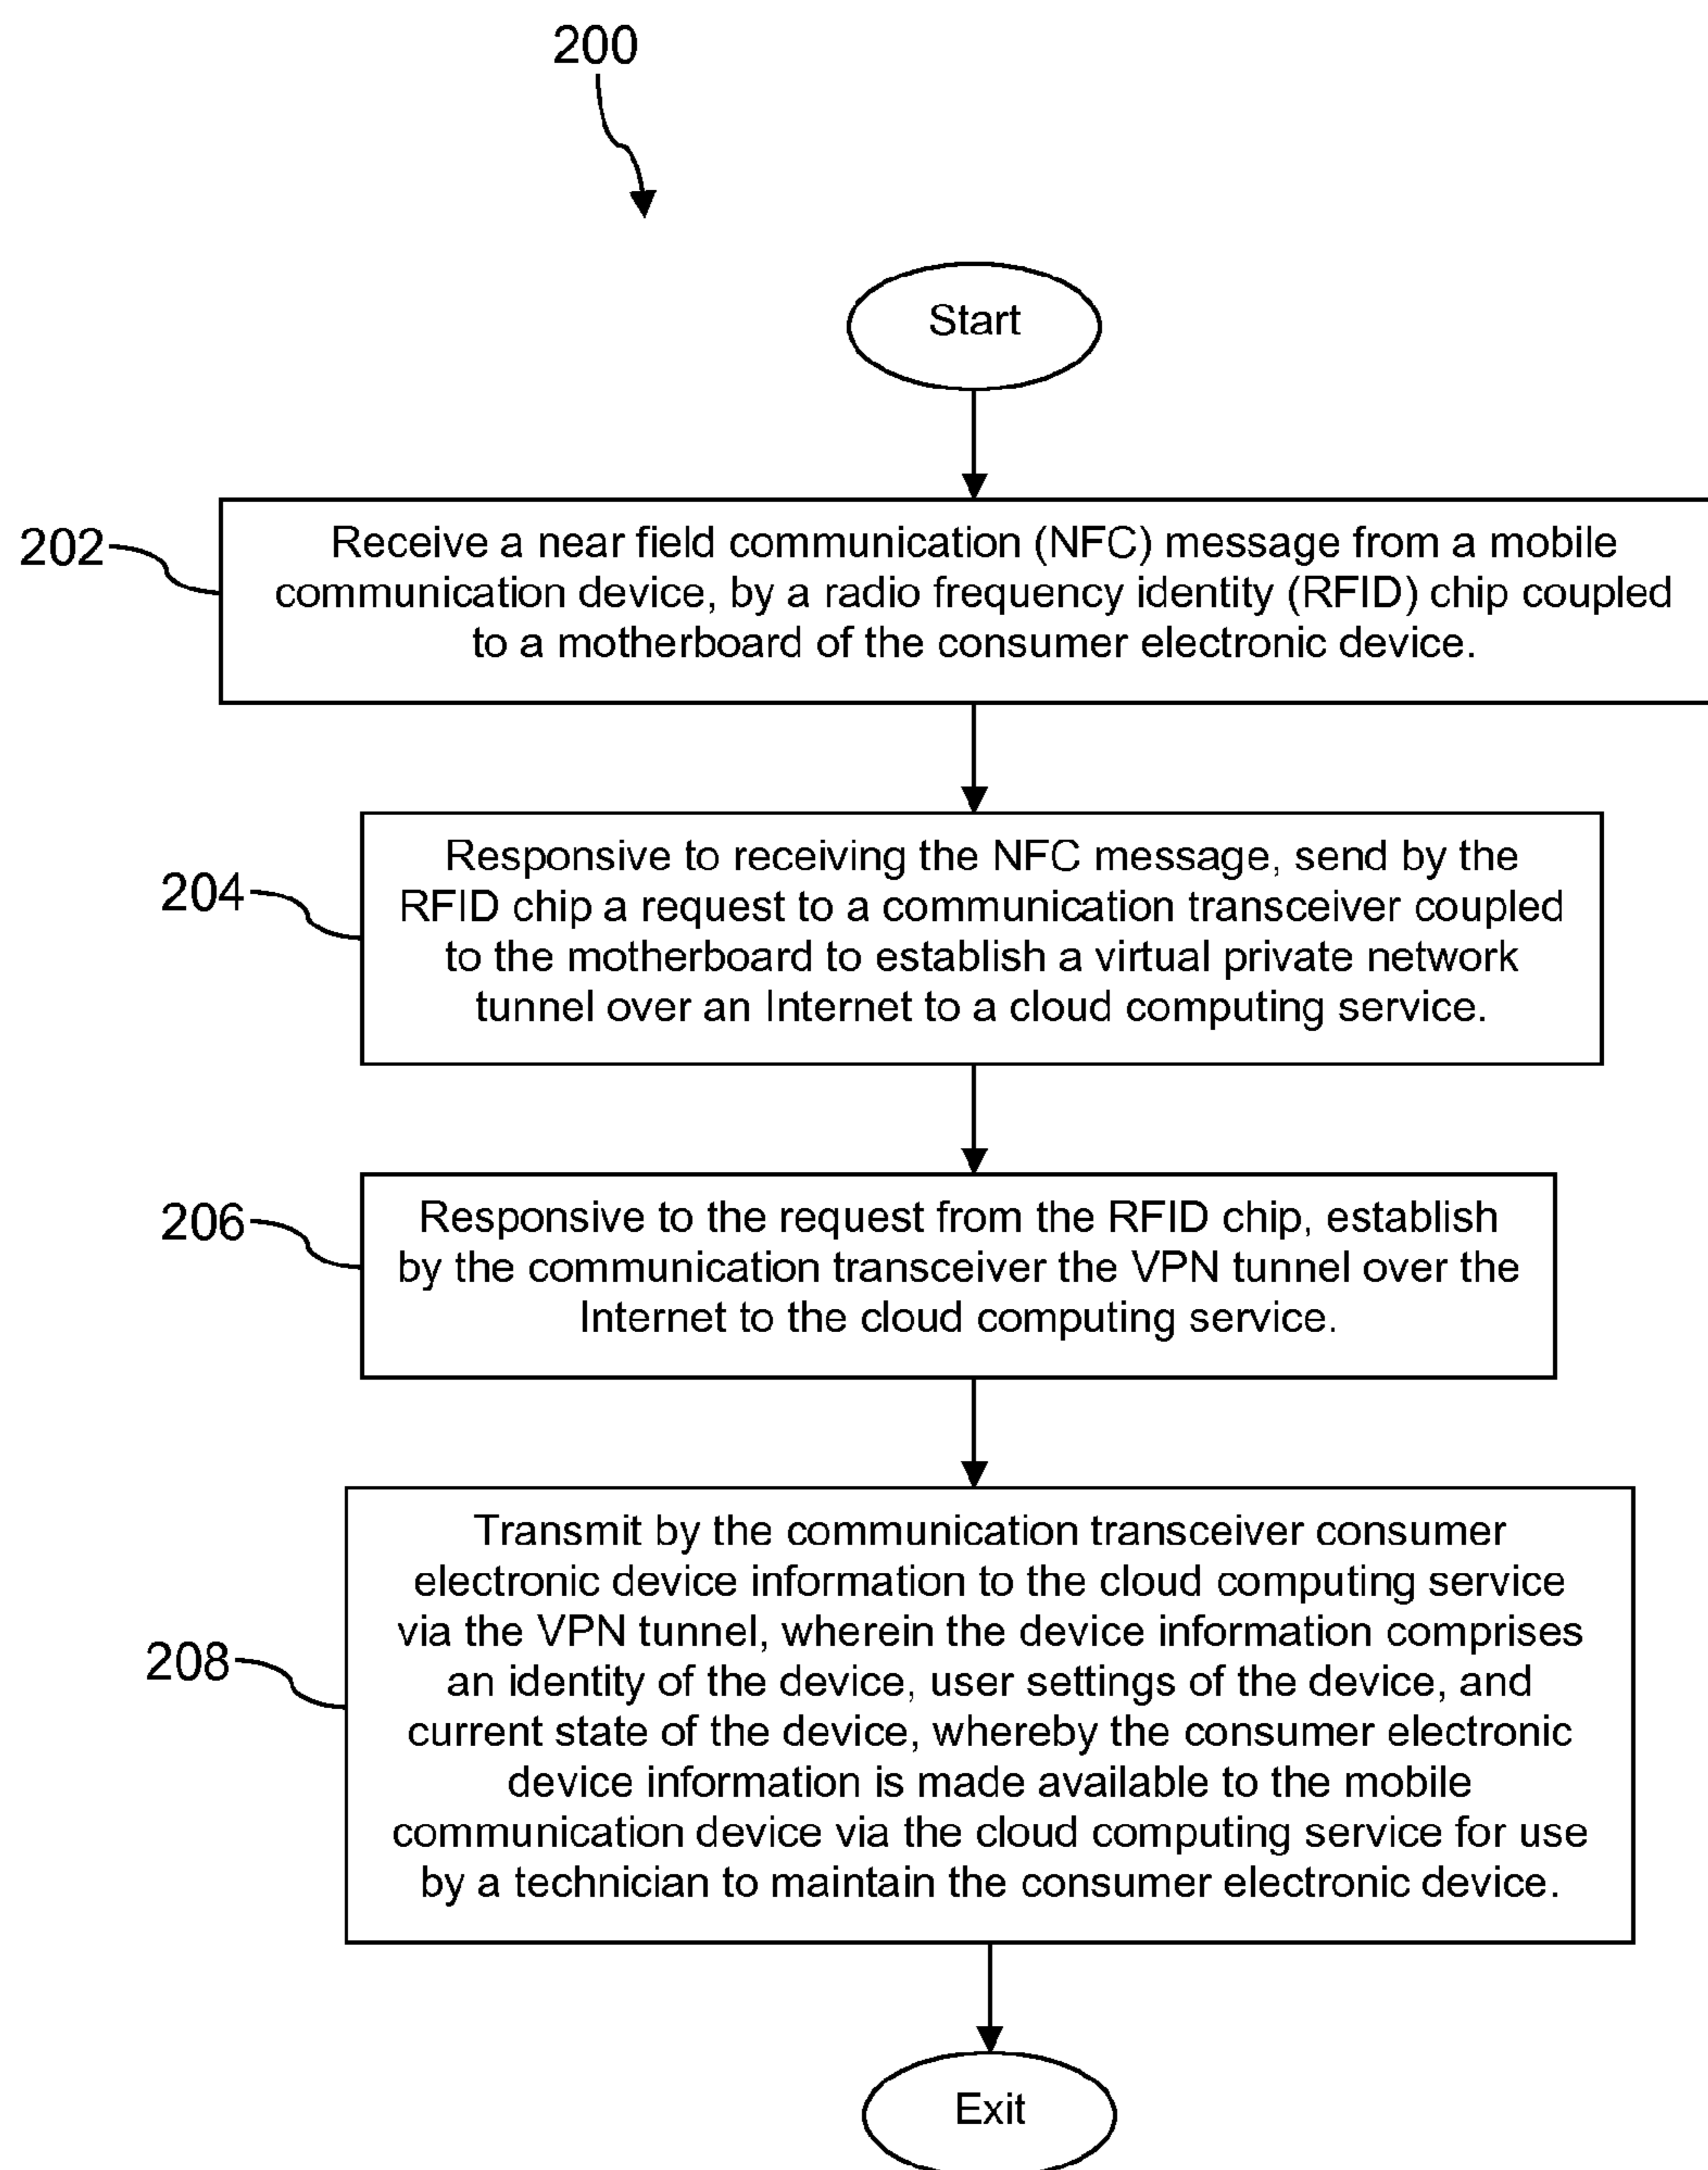 200
Start
202
Receive a near field communication (NFC) message from a mobile
communication device, by a radio frequency identity (RFID) chip coupled
to a motherboard of the consumer electronic device.
204
Responsive to receiving the NFC message, send by the
RFID chip a request to a communication transceiver coupled
to the motherboard to establish a virtual private network
tunnel over an Internet to a cloud computing service.
206
Responsive to the request from the RFID chip, establish
by the communication transceiver the VPN tunnel over the
Internet to the cloud computing service.
208
Transmit by the communication transceiver consumer
electronic device information to the cloud computing service
via the VPN tunnel, wherein the device information comprises
an identity of the device, user settings of the device, and
current state of the device, whereby the consumer electronic
device information is made available to the mobile
communication device via the cloud computing service for use
by a technician to maintain the consumer electronic device.
Exit